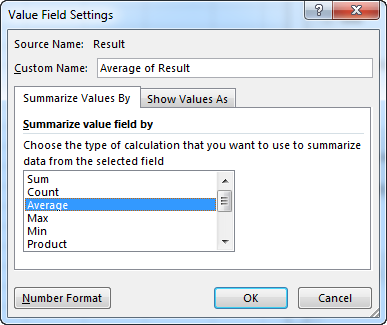 Value Field Settings
Source Name: Result
Custom Name: Average of Result
Summarize Values By Show Values As
Summarize value field by
Choose the type of calculation that you want to use to summarize
data from the selected field
Sum
Count
Average
Max
Min
Product
Number Format OK Cancel